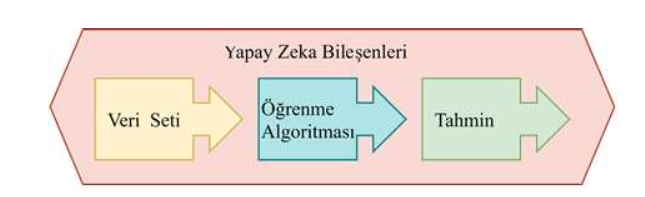 Yapay Zeka Bileşenleri
Veri Seti
Öğrenme
Algoritması
Tahmin